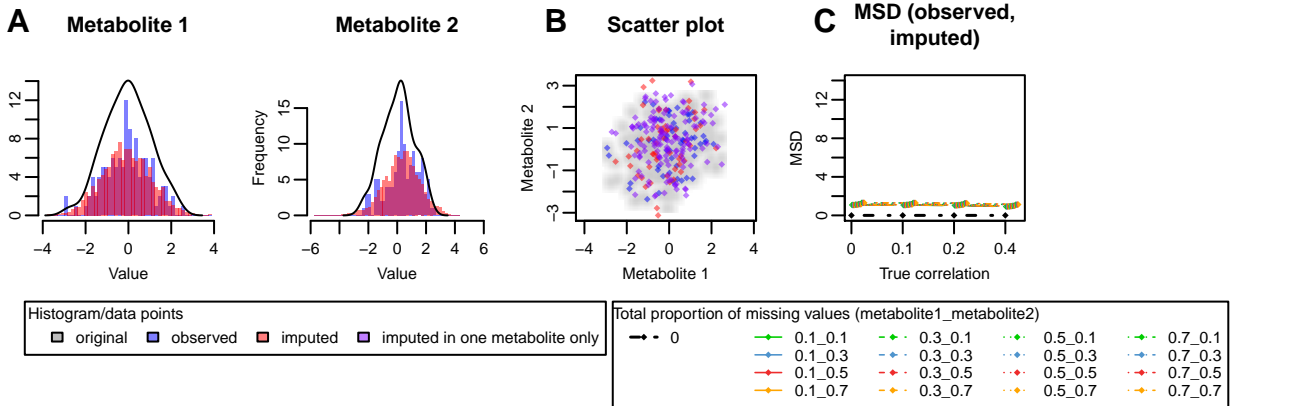 A
Metabolite 1
Metabolite 2
B
Scatter plot
C
MSD (observed,
imputed)
12
8
4
0
−4 −2 0 2 4
Value
Frequency
15
10
5
0
−6 −4 −2 0 2 4 6
Value
Metabolite 2
3
1
−1
−3
−4 −2 0 2 4
Metabolite 1
MSD
12
8
4
0
0 0.1 0.2 0.4
True correlation
Histogram/data points
original observed imputed imputed in one metabolite only
Total proportion of missing values (metabolite1_metabolite2)
0 0.1_0.1 0.3_0.1 0.5_0.1 0.7_0.1
0.1_0.3 0.3_0.3 0.5_0.3 0.7_0.3
0.1_0.5 0.3_0.5 0.5_0.5 0.7_0.5
0.1_0.7 0.3_0.7 0.5_0.7 0.7_0.7